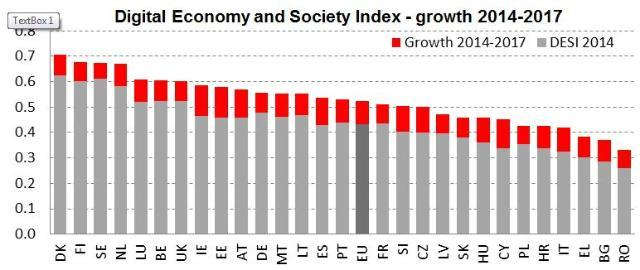 Digital Economy and Society Index - growth 2014-2017
TextBox 1
0.8
Growth 2014-2017
DESI 2014
0.7
0.6
0.5
0.4
0.3
0.2
0.1
0.0
DK FI SE NL LU BE UK IE EE AT DE MT LT ES PT EU FR SI CZ LV SK HU CY PL HR IT EL BG RO